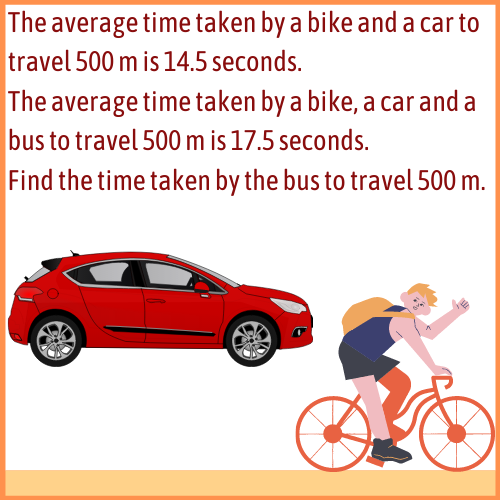 The average time taken by a bike and a car to
travel 500 m is 14.5 seconds.
The average time taken by a bike, a car and a
bus to travel 500 m is 17.5 seconds.
Find the time taken by the bus to travel 500 m.